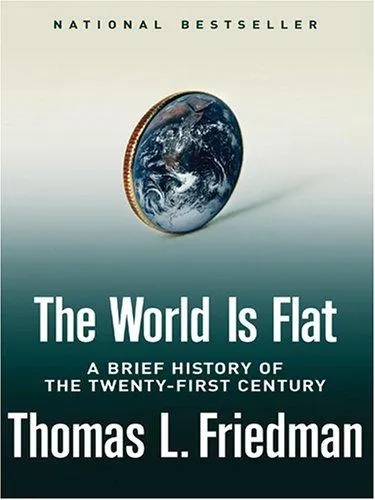 NATIONAL BESTSELLER
The World Is Flat
A BRIEF HISTORY OF
THE TWENTY-FIRST CENTURY
Thomas L. Friedman